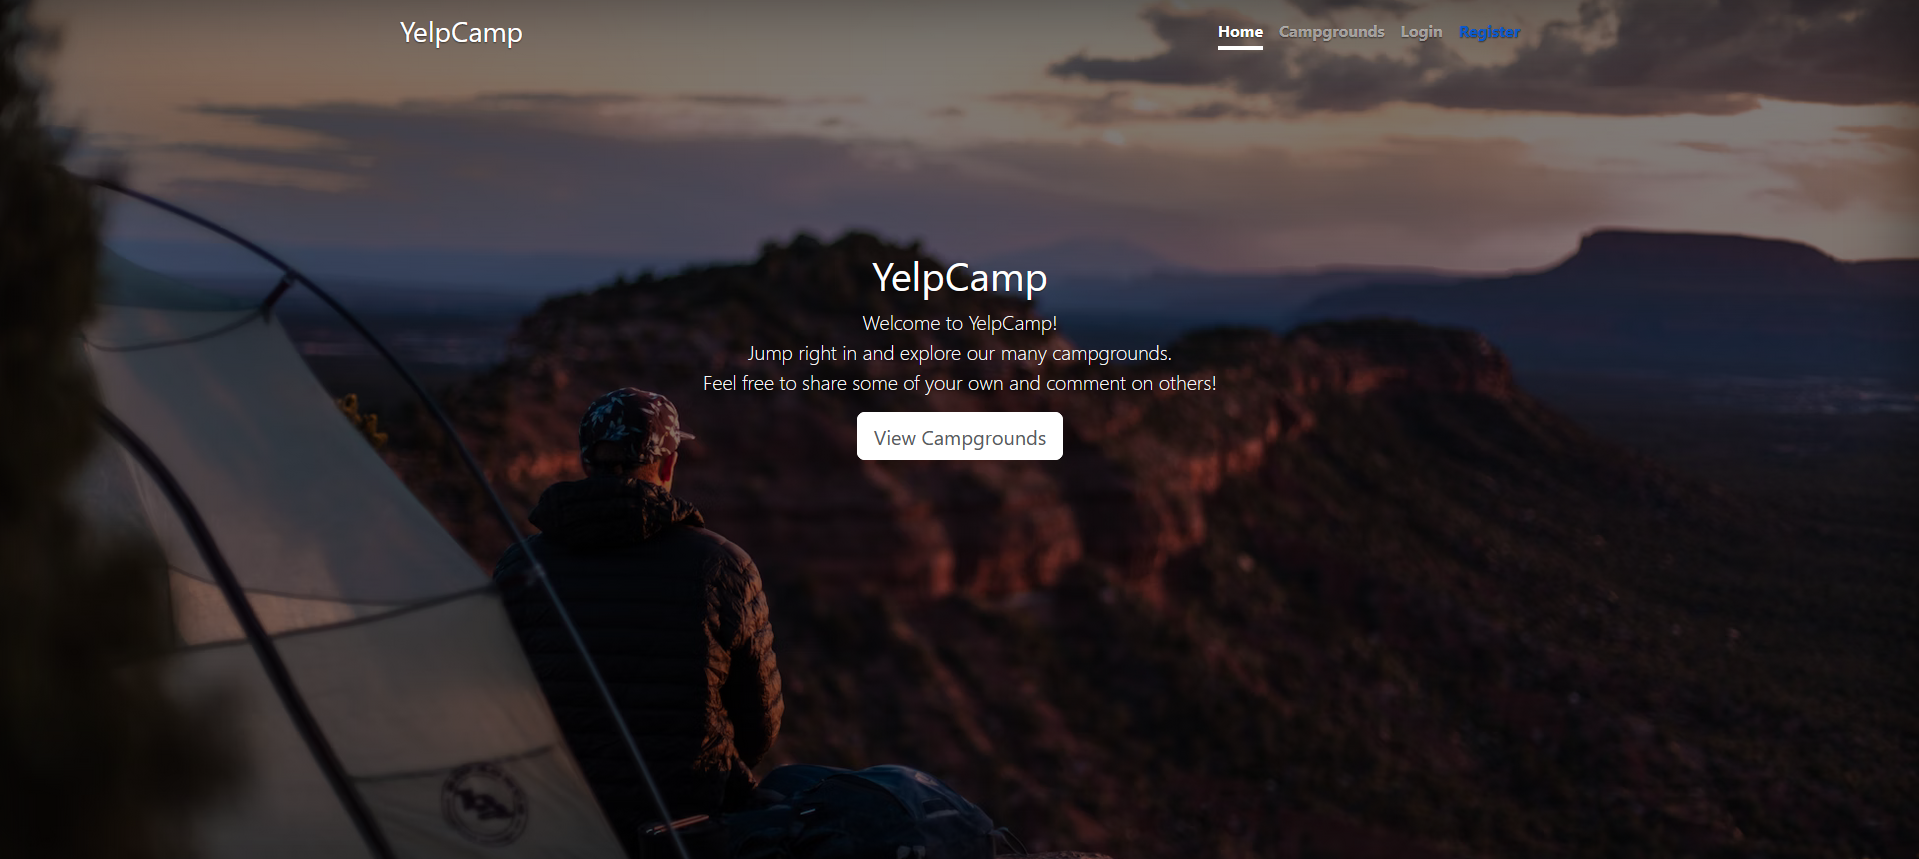 YelpCamp
Home Campgrounds Login Register
YelpCamp
Welcome to YelpCamp!
Jump right in and explore our many campgrounds.
Feel free to share some of your own and comment on others!
View Campgrounds